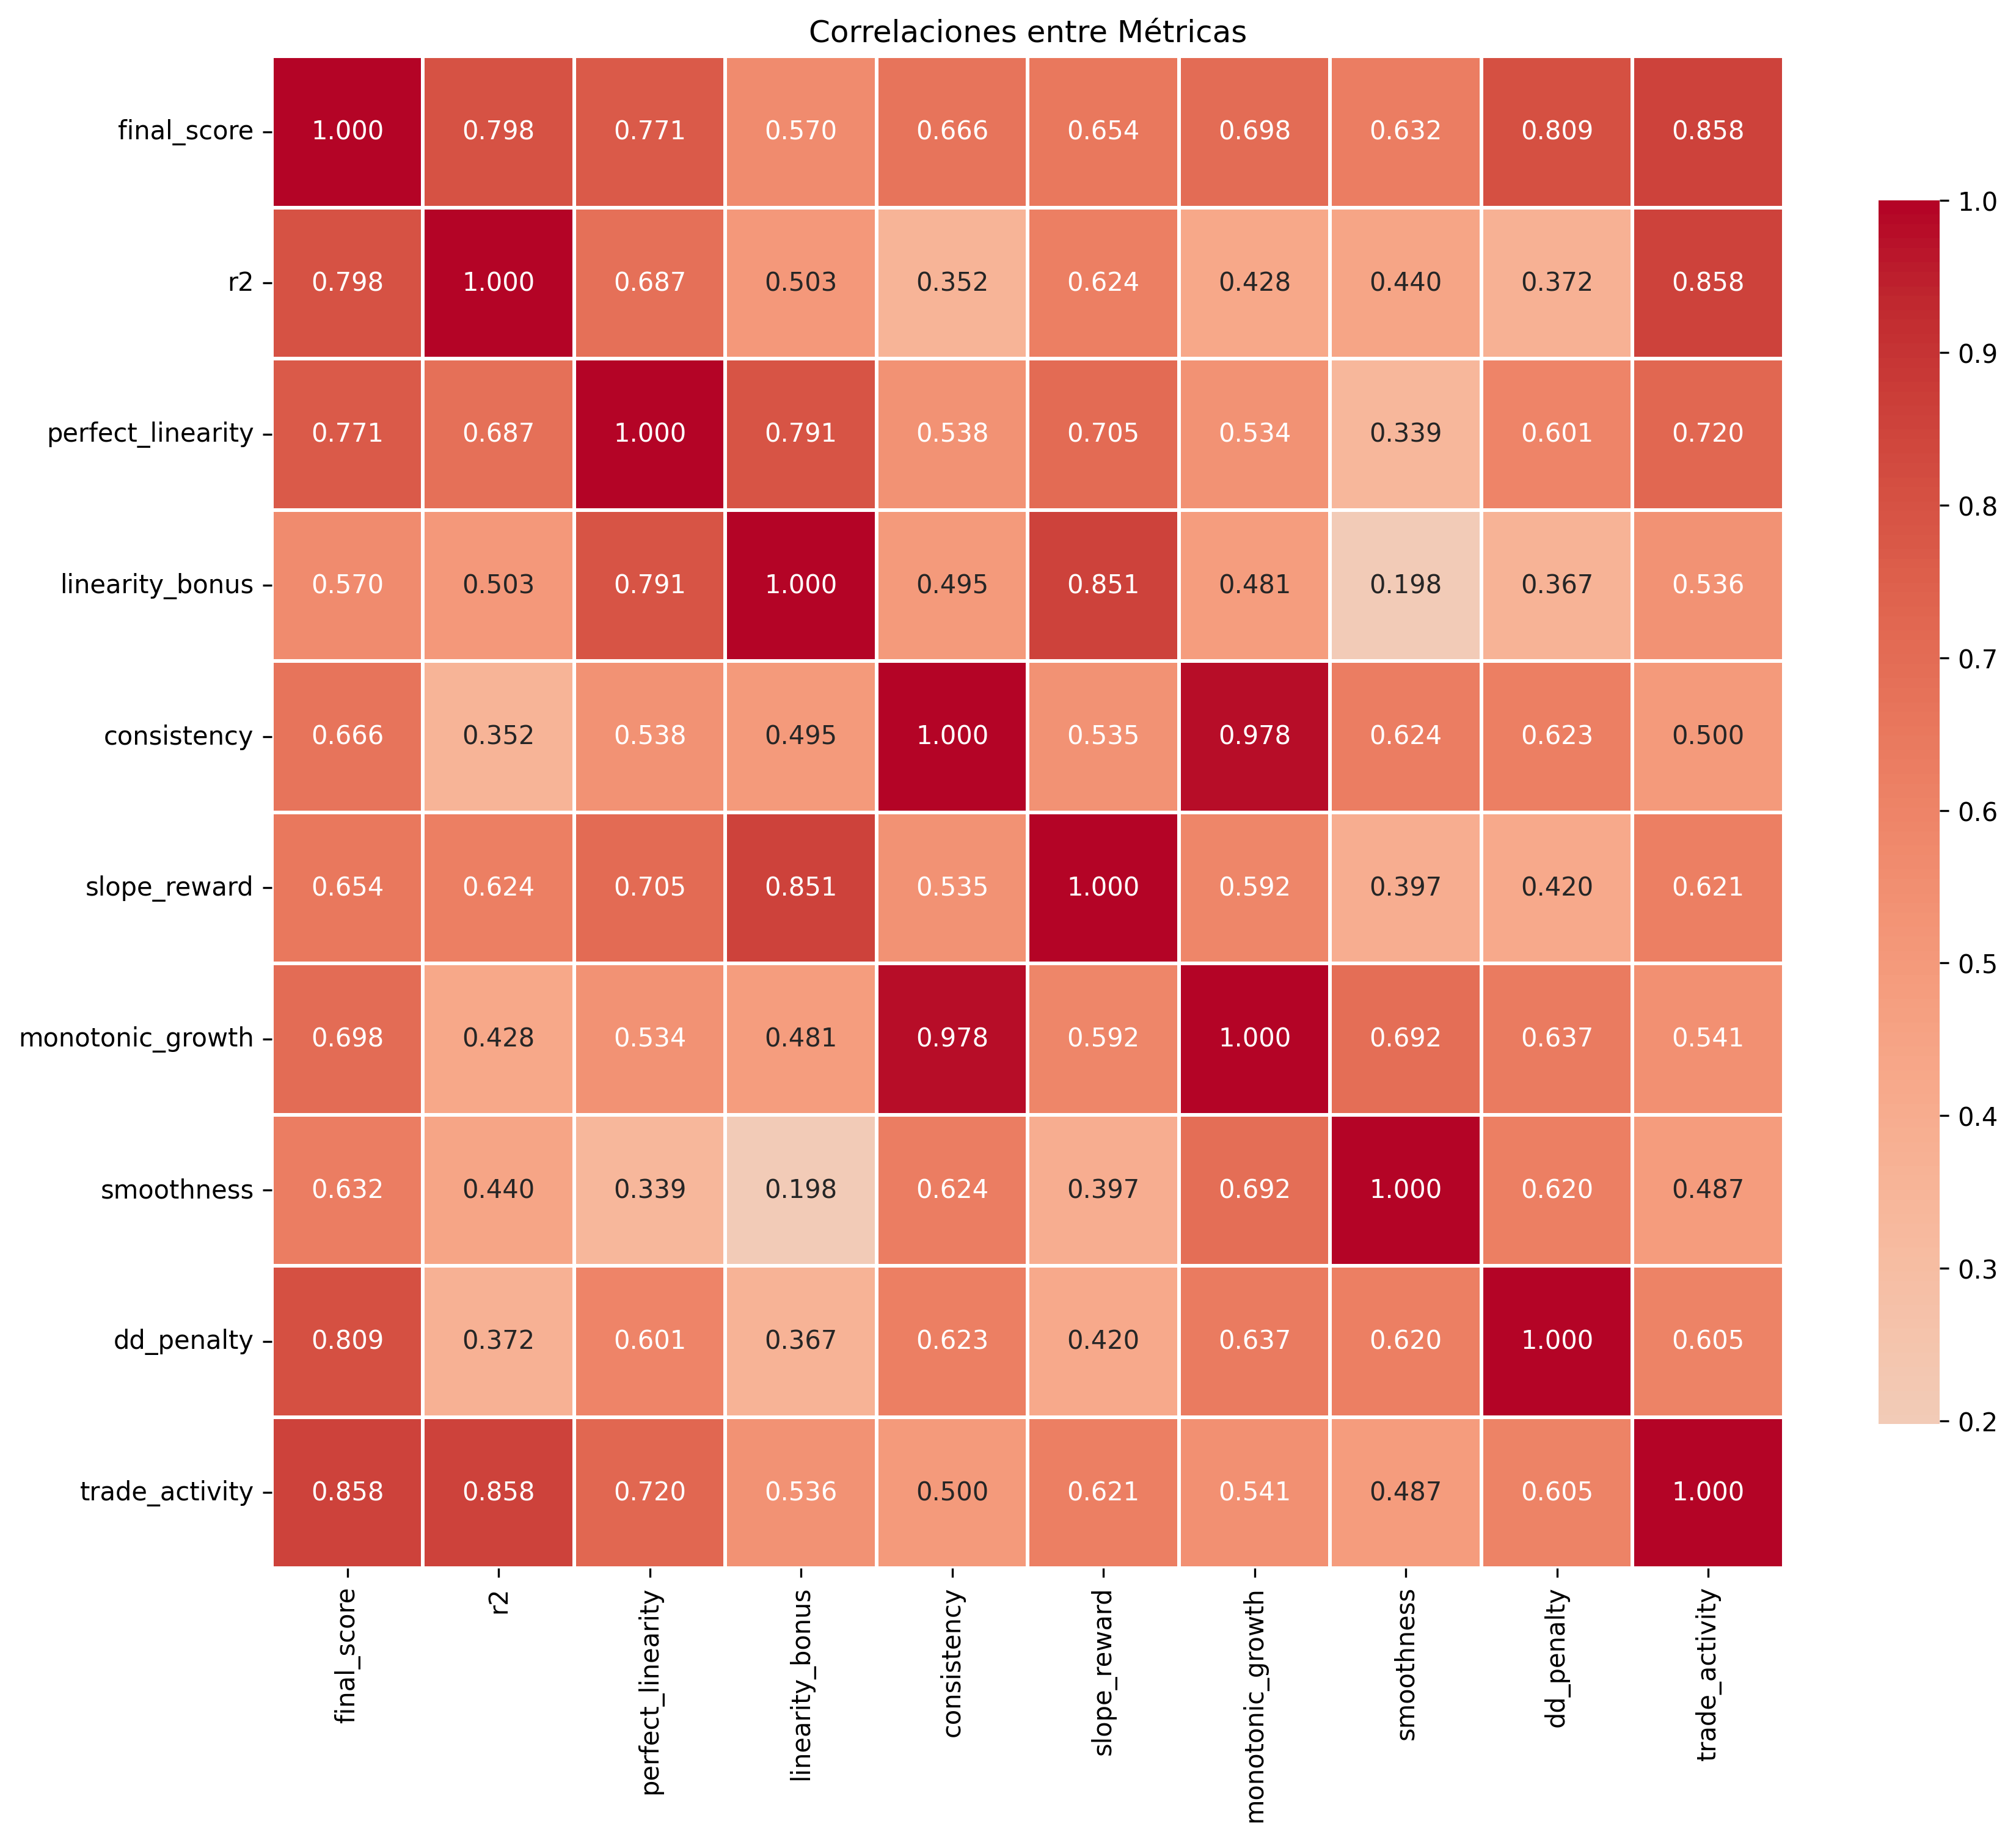 Correlaciones entre Métricas
final_score 1.000 0.798 0.771 0.570 0.666 0.654 0.698 0.632 0.809 0.858
r2 0.798 1.000 0.687 0.503 0.352 0.624 0.428 0.440 0.372 0.858
perfect_linearity 0.771 0.687 1.000 0.791 0.538 0.705 0.534 0.339 0.601 0.720
linearity_bonus 0.570 0.503 0.791 1.000 0.495 0.851 0.481 0.198 0.367 0.536
consistency 0.666 0.352 0.538 0.495 1.000 0.535 0.978 0.624 0.623 0.500
slope_reward 0.654 0.624 0.705 0.851 0.535 1.000 0.592 0.397 0.420 0.621
monotonic_growth 0.698 0.428 0.534 0.481 0.978 0.592 1.000 0.692 0.637 0.541
smoothness 0.632 0.440 0.339 0.198 0.624 0.397 0.692 1.000 0.620 0.487
dd_penalty 0.809 0.372 0.601 0.367 0.623 0.420 0.637 0.620 1.000 0.605
trade_activity 0.858 0.858 0.720 0.536 0.500 0.621 0.541 0.487 0.605 1.000
final_score
r2
perfect_linearity
linearity_bonus
consistency
slope_reward
monotonic_growth
smoothness
dd_penalty
trade_activity
1.0
0.9
0.8
0.7
0.6
0.5
0.4
0.3
0.2